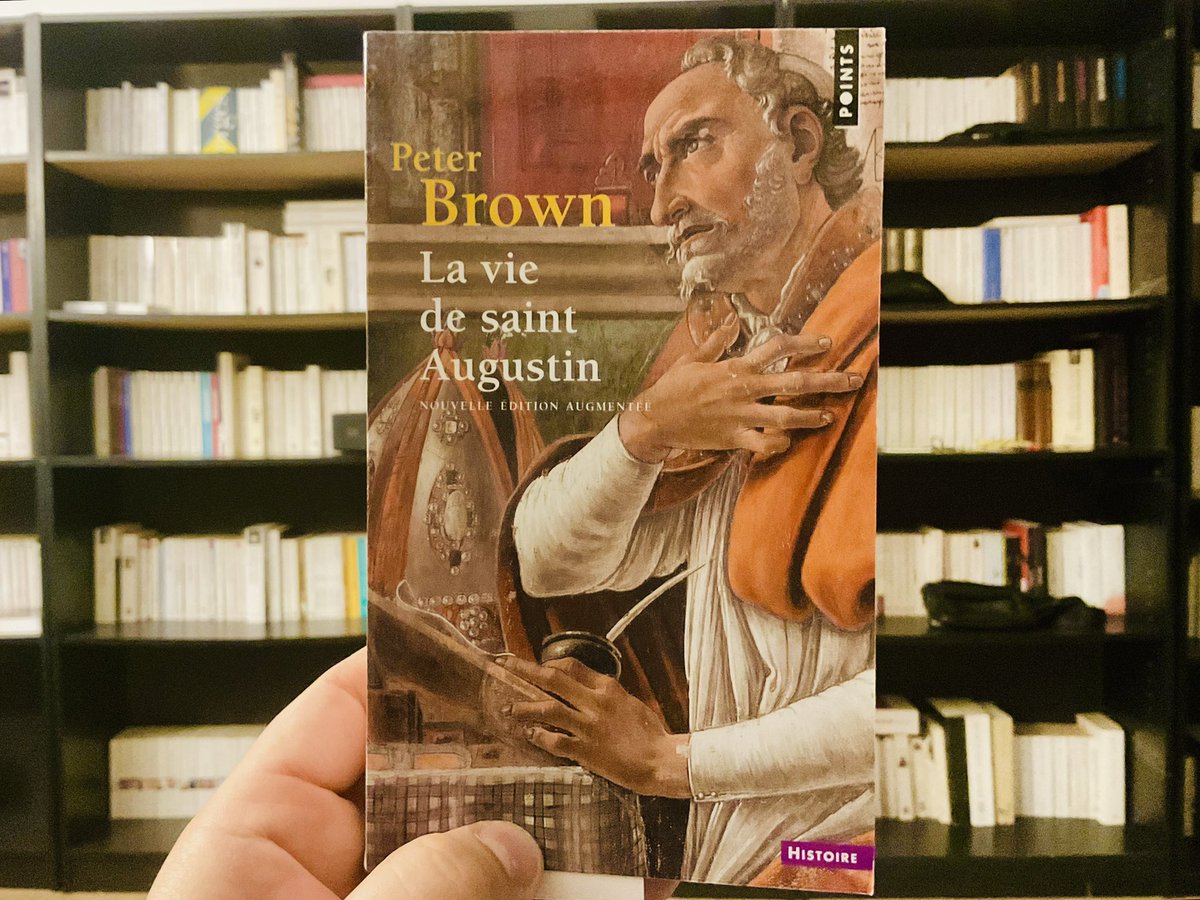 POINTS
Peter
Brown
La vie
de saint
Augustin
NOUVELLE ÉDITION AUGMENTÉE
HISTOIRE